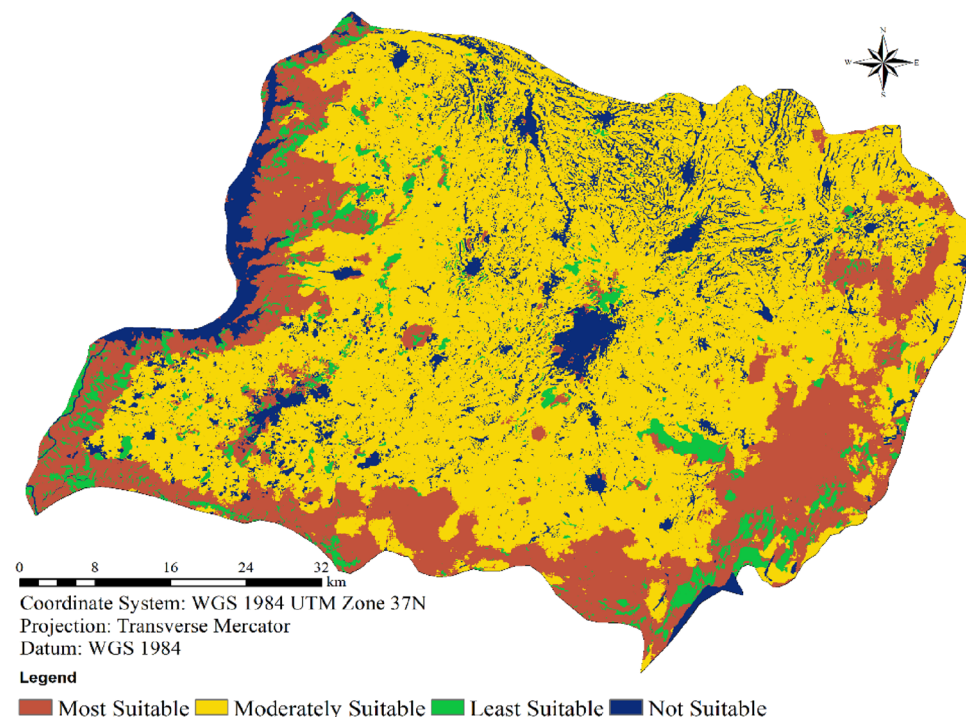 N
W E
S
0 8 16 24 32
km
Coordinate System: WGS 1984 UTM Zone 37N
Projection: Transverse Mercator
Datum: WGS 1984
Legend
Most Suitable Moderately Suitable Least Suitable Not Suitable